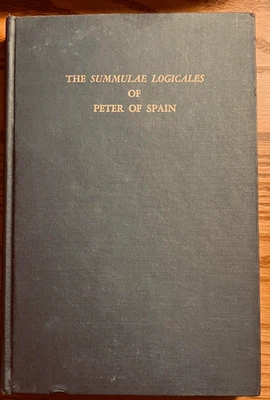 THE SUMMULAE LOGICALES
OF
PETER OF SPAIN